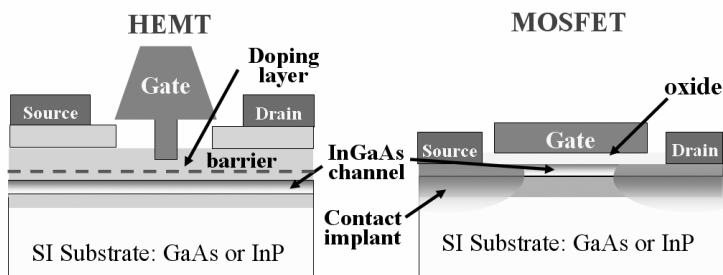 HEMT
MOSFET
Doping
layer
Gate
Source
Drain
barrier
InGaAs
channel
Contact
implant
SI Substrate: GaAs or InP
oxide
Gate
Source
Drain
SI Substrate: GaAs or InP